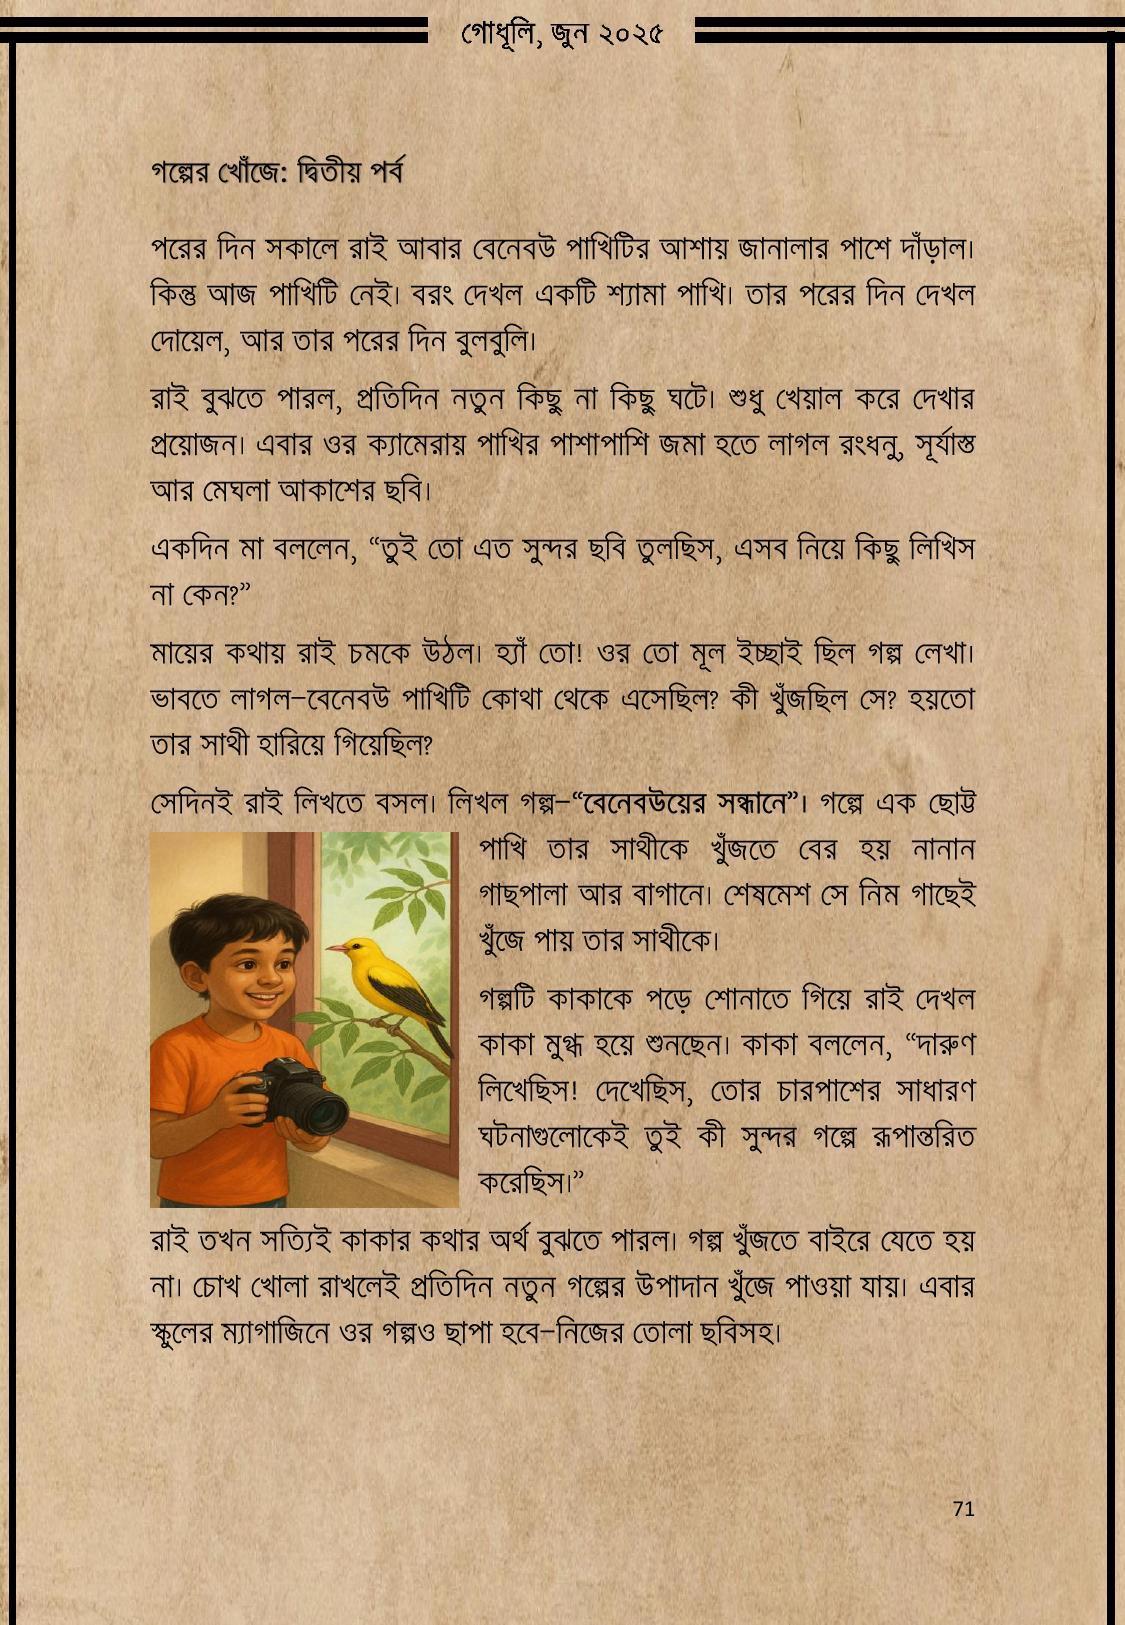 গোধূলি, জুন ২০২৫
গল্পের খোঁজে: দ্বিতীয় পর্ব
পরের দিন সকালে রাই আবার বেনেবউ পাখিটির আশায় জানালার পাশে দাঁড়াল।
কিন্তু আজ পাখিটি নেই। বরং দেখল একটি শ্যামা পাখি। তার পরের দিন দেখল
দোয়েল, আর তার পরের দিন বুলবুলি।
রাই বুঝতে পারল, প্রতিদিন নতুন কিছু না কিছু ঘটে। শুধু খেয়াল করে দেখার
প্রয়োজন। এবার ওর ক্যামেরায় পাখির পাশাপাশি জমা হতে লাগল রংধনু, সূর্যাস্ত
আর মেঘলা আকাশের ছবি।
একদিন মা বললেন, “তুই তো এত সুন্দর ছবি তুলছিস, এসব নিয়ে কিছু লিখিস
না কেন?”
মায়ের কথায় রাই চমকে উঠল। হ্যাঁ তো! ওর তো মূল ইচ্ছাই ছিল গল্প লেখা।
ভাবতে লাগল—বেনেবউ পাখিটি কোথা থেকে এসেছিল? কী খুঁজছিল সে? হয়তো
তার সাথী হারিয়ে গিয়েছিল?
সেদিনই রাই লিখতে বসল। লিখল গল্প—“বেনেবউয়ের সন্ধানে”। গল্পে এক ছোট্ট
পাখি তার সাথীকে খুঁজতে বের হয় নানান
গাছপালা আর বাগানে। শেষমেশ সে নিম গাছেই
খুঁজে পায় তার সাথীকে।
গল্পটি কাকাকে পড়ে শোনাতে গিয়ে রাই দেখল
কাকা মুগ্ধ হয়ে শুনছেন। কাকা বললেন, “দারুণ
লিখেছিস! দেখেছিস, তোর চারপাশের সাধারণ
ঘটনাগুলোকেই তুই কী সুন্দর গল্পে রূপান্তরিত
করেছিস।”
রাই তখন সত্যিই কাকার কথার অর্থ বুঝতে পারল। গল্প খুঁজতে বাইরে যেতে হয়
না। চোখ খোলা রাখলেই প্রতিদিন নতুন গল্পের উপাদান খুঁজে পাওয়া যায়। এবার
স্কুলের ম্যাগাজিনে ওর গল্পও ছাপা হবে—নিজের তোলা ছবিসহ।
71